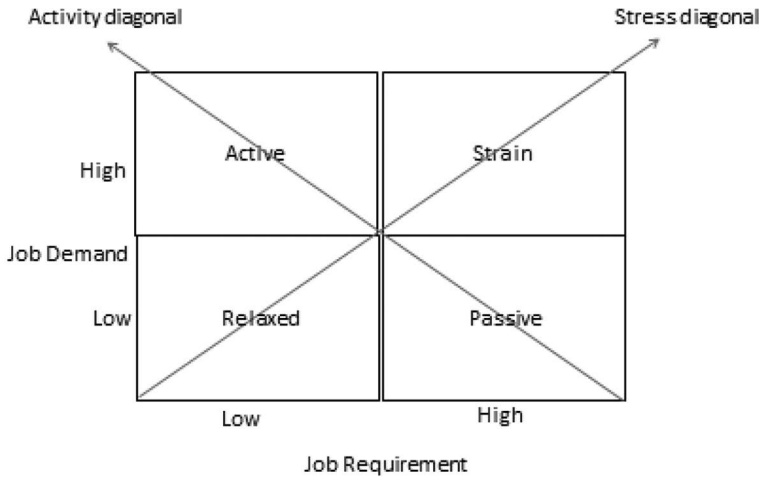 Activity diagonal
Stress diagonal
Active
Strain
High
Job Demand
Low
Relaxed
Passive
Low
High
Job Requirement